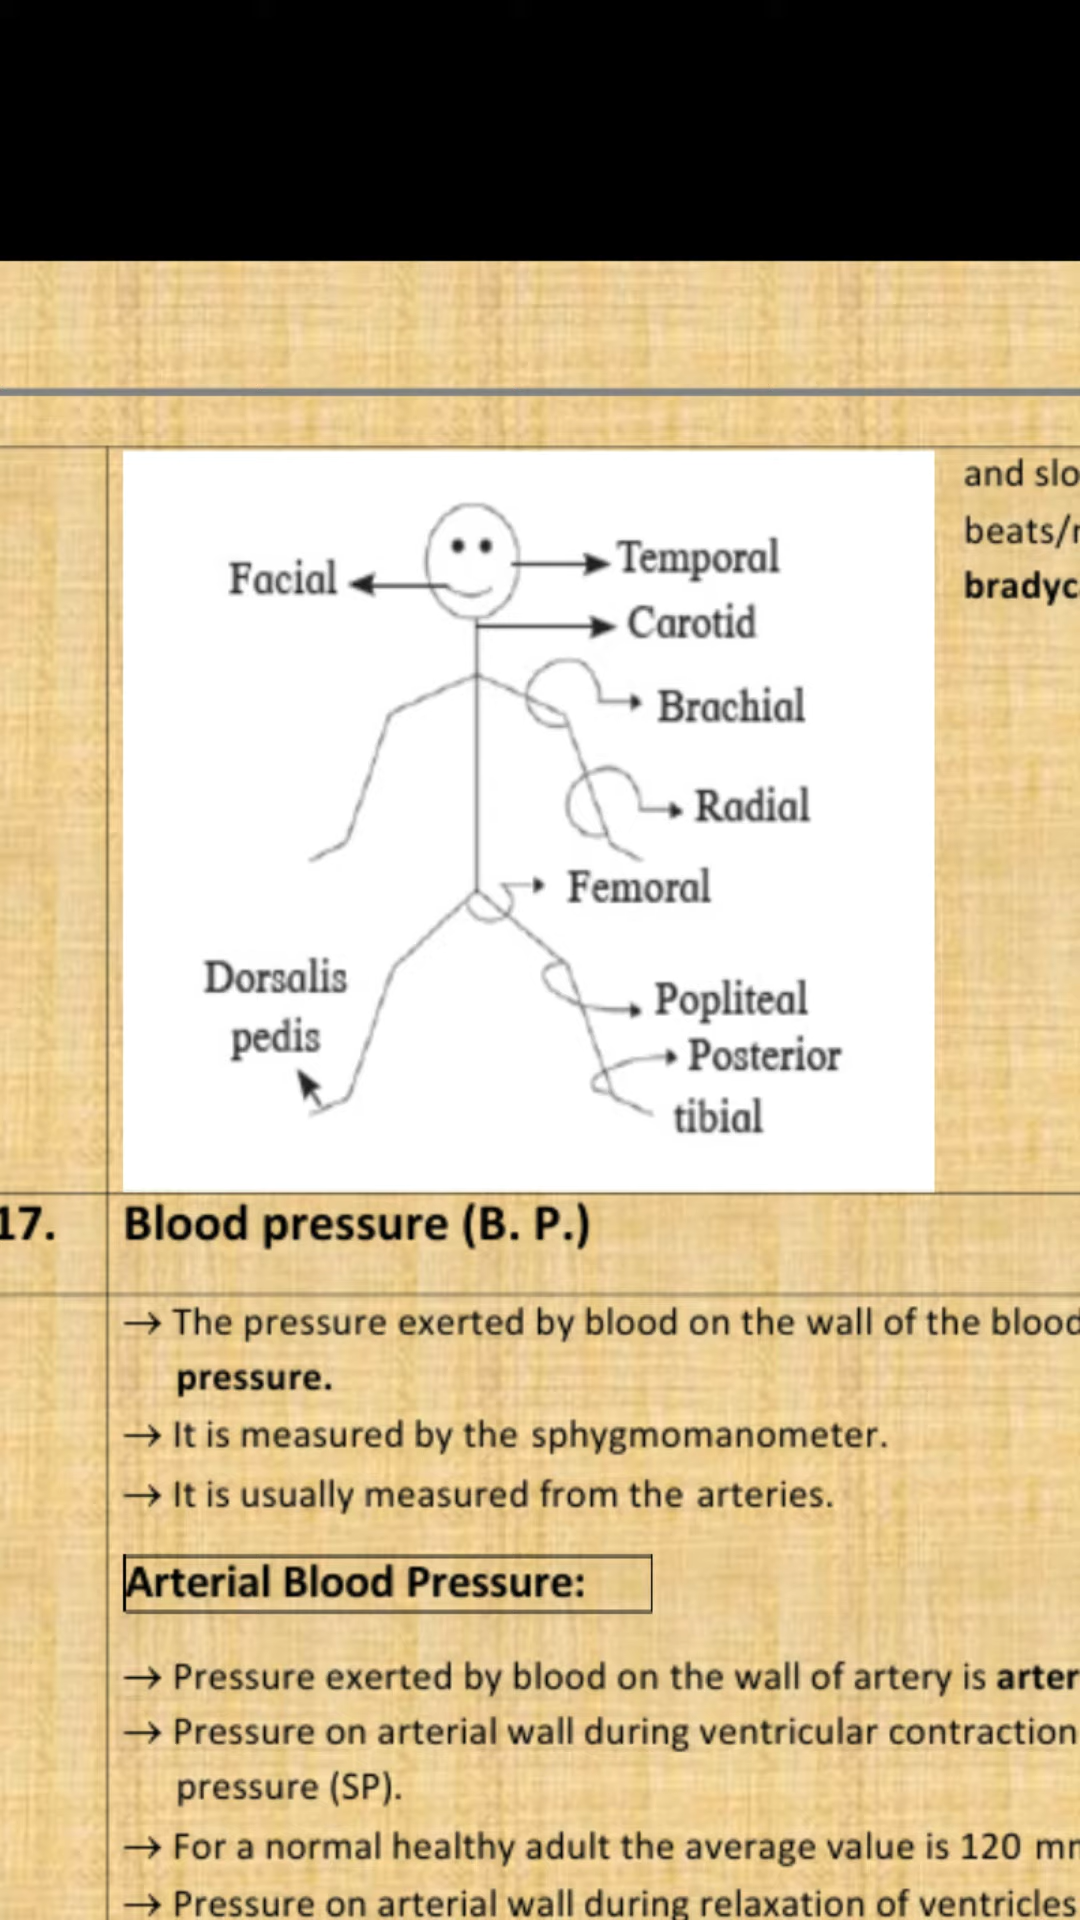 and slo
beats/r
bradyc
Facial
Temporal
Carotid
Brachial
Radial
Femoral
Dorsalis
pedis
Popliteal
Posterior
tibial
17. Blood pressure (B. P.)
→ The pressure exerted by blood on the wall of the blood
pressure.
→ It is measured by the sphygmomanometer.
→ It is usually measured from the arteries.
Arterial Blood Pressure:
→ Pressure exerted by blood on the wall of artery is arter
→ Pressure on arterial wall during ventricular contraction
pressure (SP).
→ For a normal healthy adult the average value is 120 mr
→ Pressure on arterial wall during relaxation of ventricles